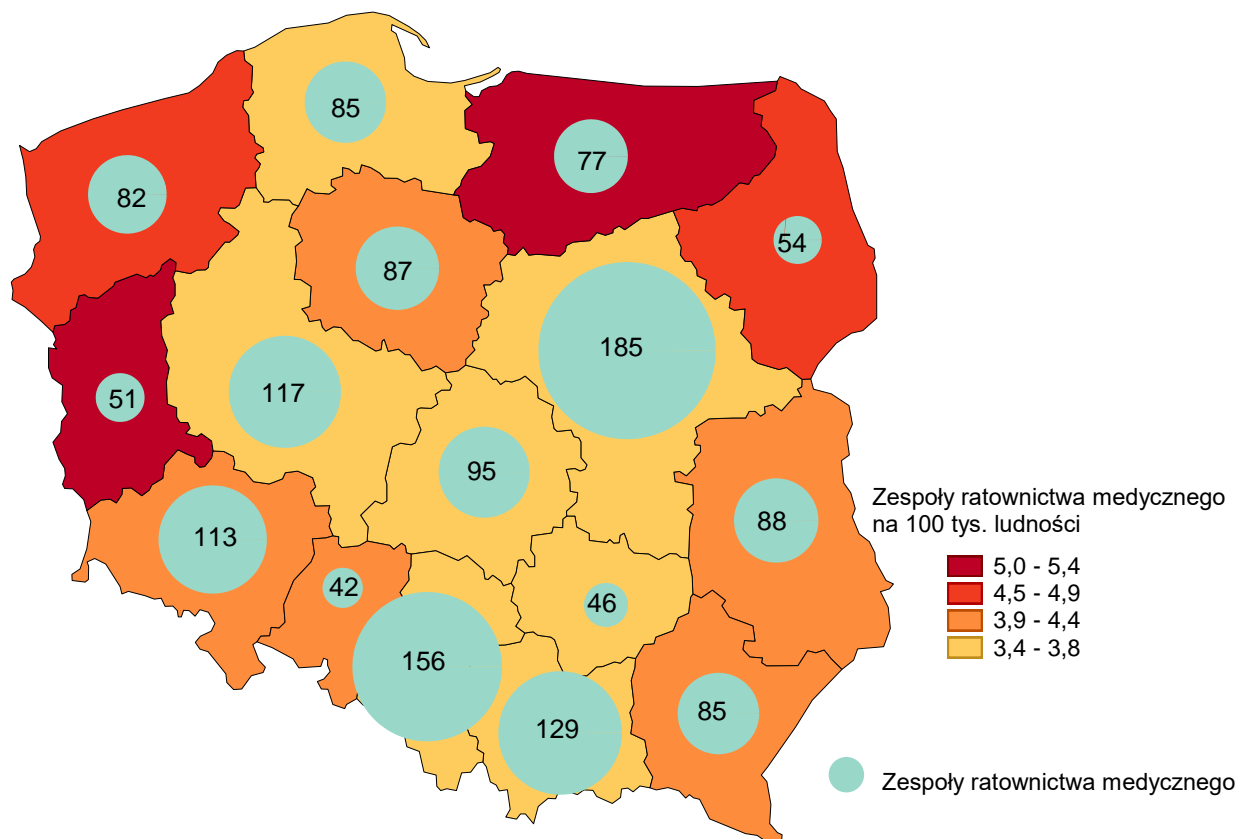 85
77
82
54
87
185
117
51
95
113
88
42
46
156
129
85
Zespoły ratownictwa medycznego
na 100 tys. ludności
5,0 - 5,4
4,5 - 4,9
3,9 - 4,4
3,4 - 3,8
Zespoły ratownictwa medycznego